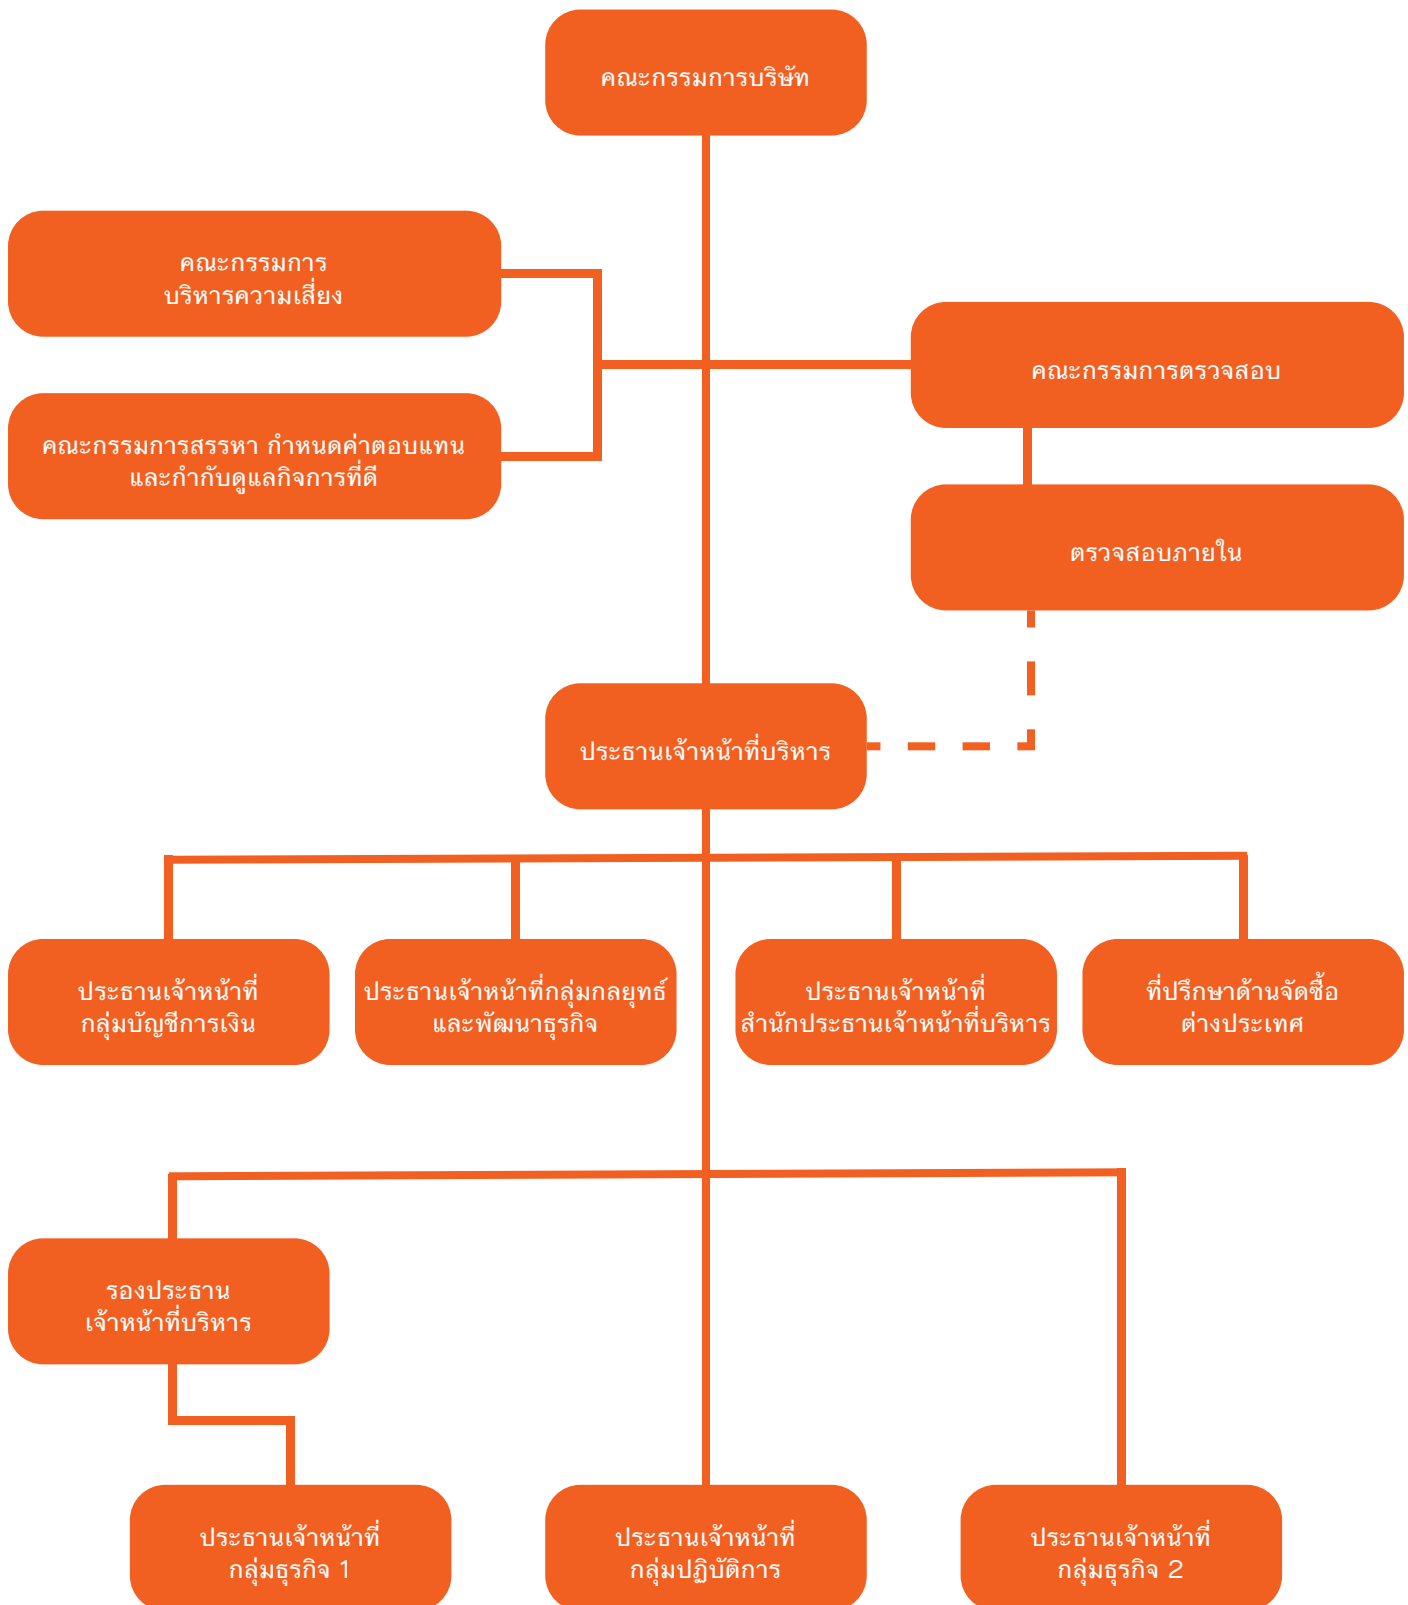 คณะกรรมการบริษัท
คณะกรรมการ
บริหารความเสี่ยง
คณะกรรมการตรวจสอบ
คณะกรรมการสรรหา กำหนดค่าตอบแทน
และกำกับดูแลกิจการที่ดี
ตรวจสอบภายใน
ประธานเจ้าหน้าที่บริหาร
ประธานเจ้าหน้าที่
กลุ่มบัญชีการเงิน
ประธานเจ้าหน้าที่กลุ่มกลยุทธ์
และพัฒนาธุรกิจ
ประธานเจ้าหน้าที่
สำนักประธานเจ้าหน้าที่บริหาร
ที่ปรึกษาด้านจัดซื้อ
ต่างประเทศ
รองประธาน
เจ้าหน้าที่บริหาร
ประธานเจ้าหน้าที่
กลุ่มธุรกิจ 1
ประธานเจ้าหน้าที่
กลุ่มปฏิบัติการ
ประธานเจ้าหน้าที่
กลุ่มธุรกิจ 2